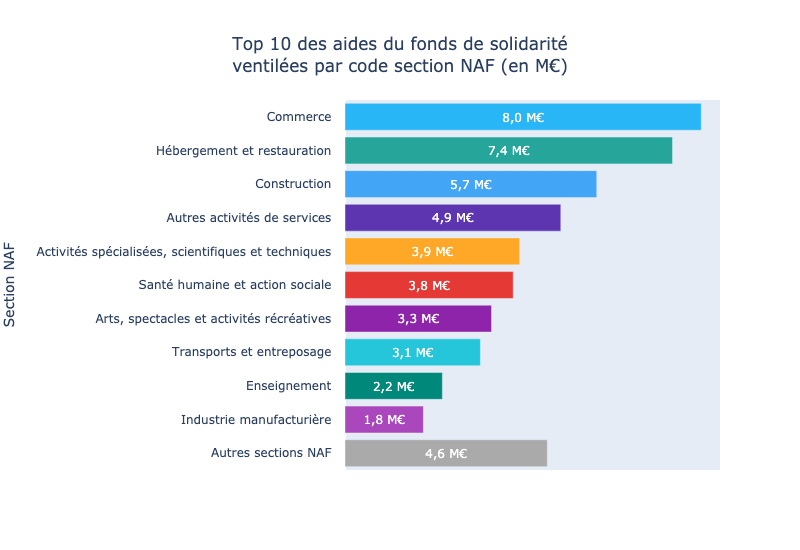 Top 10 des aides du fonds de solidarité
ventilées par code section NAF (en M€)
Section NAF
Commerce 8,0 M€
Hébergement et restauration 7,4 M€
Construction 5,7 M€
Autres activités de services 4,9 M€
Activités spécialisées, scientifiques et techniques 3,9 M€
Santé humaine et action sociale 3,8 M€
Arts, spectacles et activités récréatives 3,3 M€
Transports et entreposage 3,1 M€
Enseignement 2,2 M€
Industrie manufacturière 1,8 M€
Autres sections NAF 4,6 M€